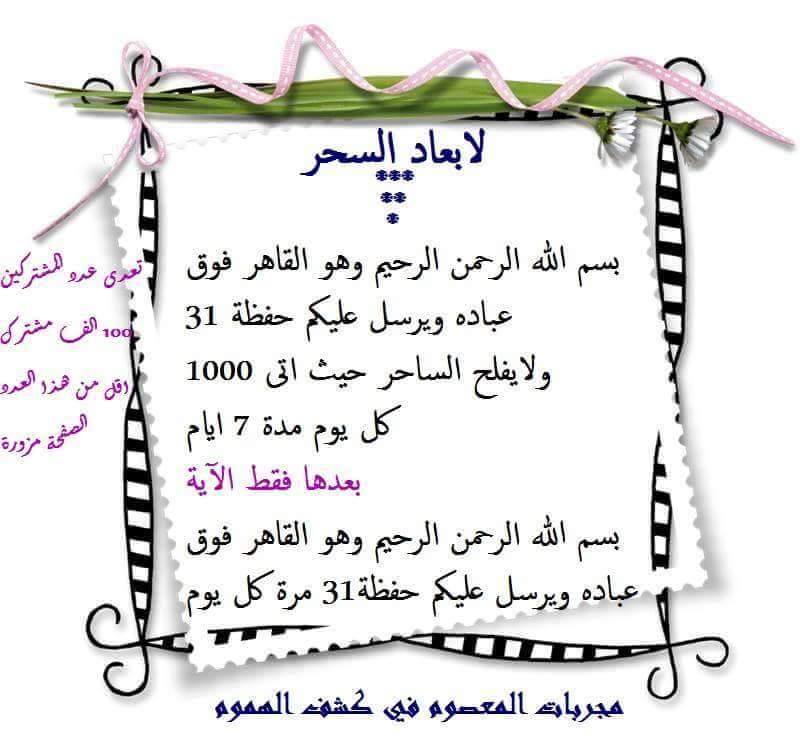 لابعاد السحر
***
**
*
بسم الله الرحمن الرحيم وهو القاهر فوق
عباده ويرسل عليكم حفظة 31
ولايفلح الساحر حيث اتى 1000
كل يوم مدة 7 ايام
بعدها فقط الآية
بسم الله الرحمن الرحيم وهو القاهر فوق
عباده ويرسل عليكم حفظة31 مرة كل يوم
تعدى عدد المشتركين
100 الف مشترك
اقل من هذا العدد
الصفحة مزورة
مجربات المعصوم في كشف الهموم